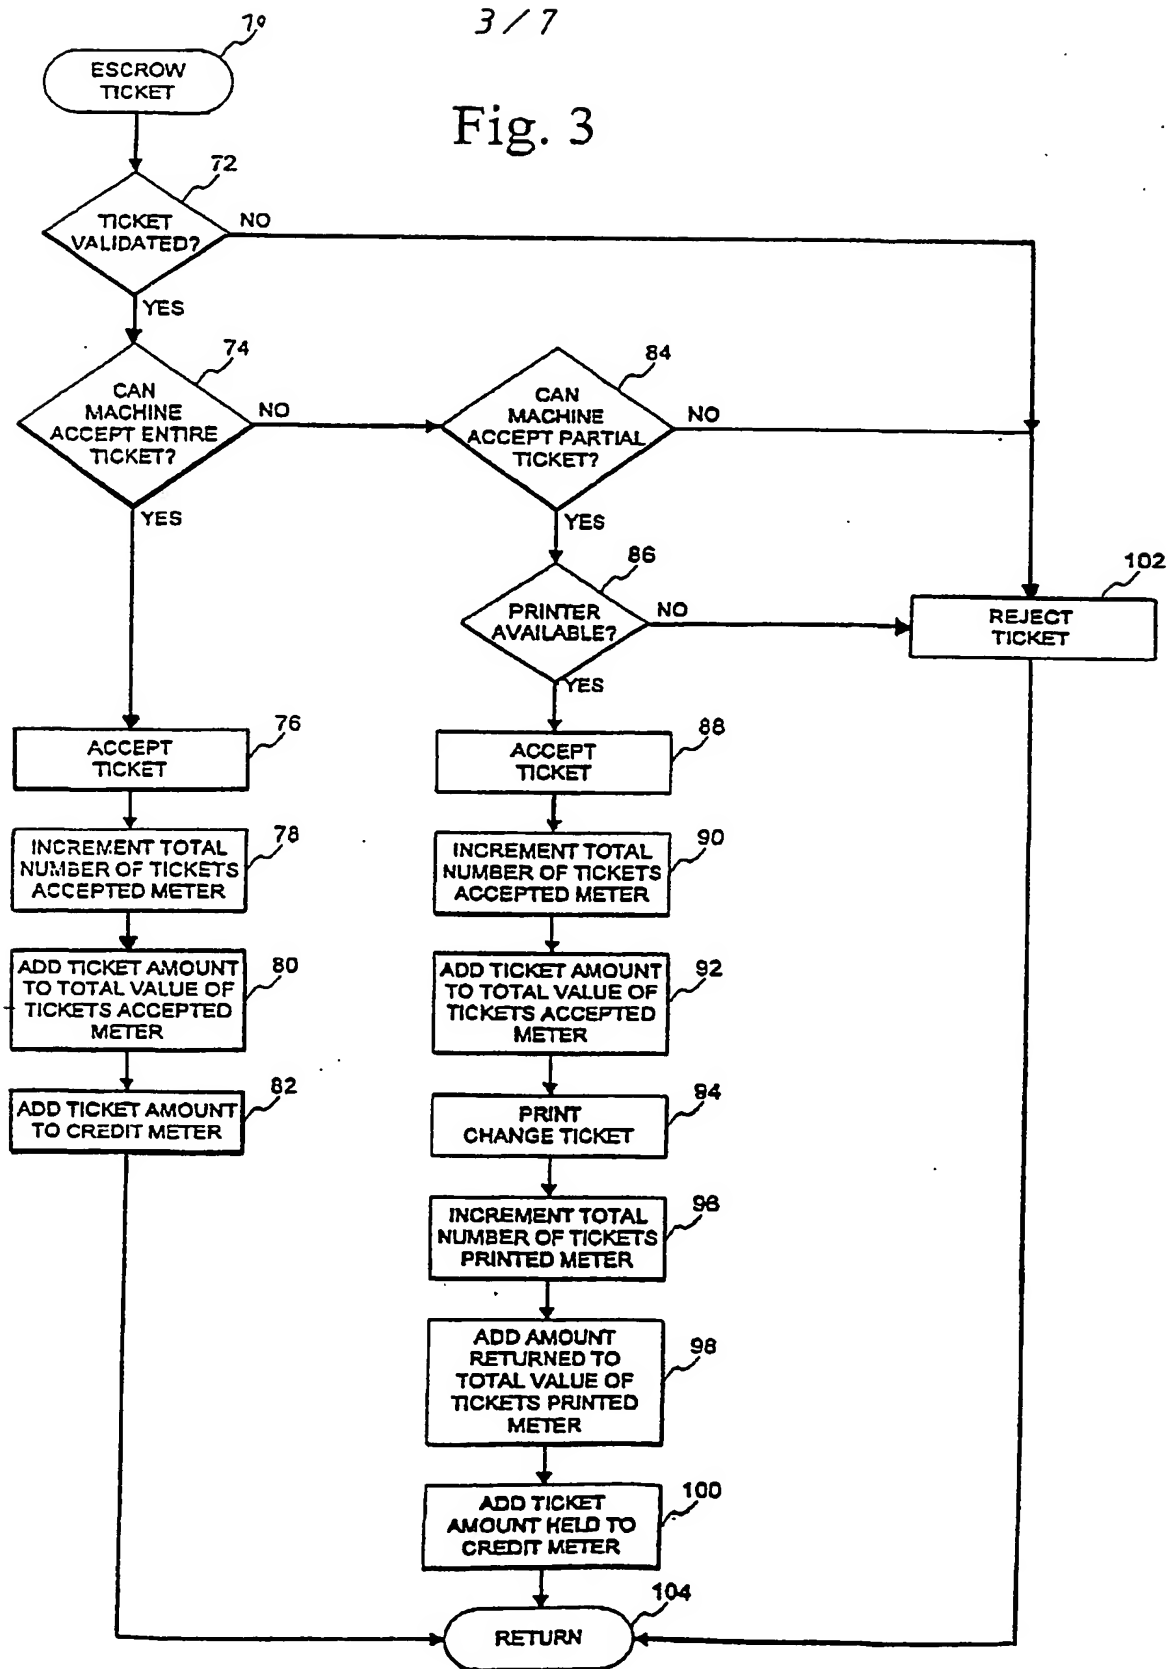 3/7
70
ESCROW
TICKET
Fig. 3
72
TICKET
VALIDATED?
NO
YES
74
CAN
MACHINE
ACCEPT ENTIRE
TICKET?
NO
YES
84
CAN
MACHINE
ACCEPT PARTIAL
TICKET?
NO
YES
86
PRINTER
AVAILABLE?
NO
YES
102
REJECT
TICKET
76
ACCEPT
TICKET
78
INCREMENT TOTAL
NUMBER OF TICKETS
ACCEPTED METER
80
ADD TICKET AMOUNT
TO TOTAL VALUE OF
TICKETS ACCEPTED
METER
82
ADD TICKET AMOUNT
TO CREDIT METER
88
ACCEPT
TICKET
90
INCREMENT TOTAL
NUMBER OF TICKETS
ACCEPTED METER
92
ADD TICKET AMOUNT
TO TOTAL VALUE OF
TICKETS ACCEPTED
METER
94
PRINT
CHANGE TICKET
96
INCREMENT TOTAL
NUMBER OF TICKETS
PRINTED METER
98
ADD AMOUNT
RETURNED TO
TOTAL VALUE OF
TICKETS PRINTED
METER
100
ADD TICKET
AMOUNT HELD TO
CREDIT METER
104
RETURN